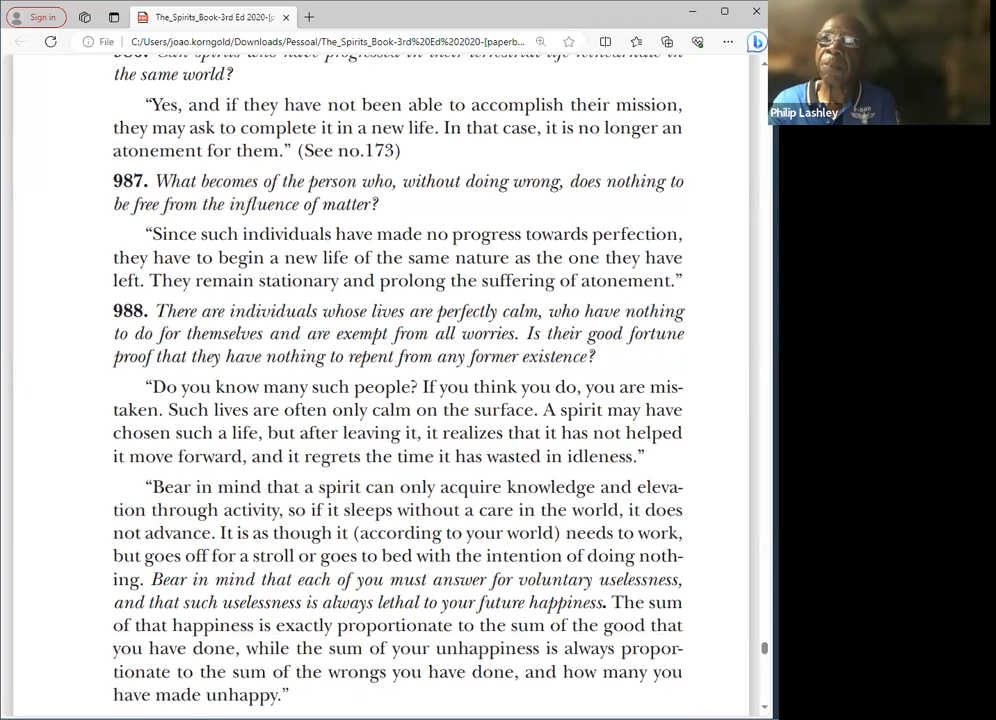 Sign in
The_Spirits_Book-3rd Ed 2020-[p
File
C:/Users/joao.korngold/Downloads/Pessoal/The_Spirits_Book-3rd%20Ed%202020-[paperb...
the same world?
“Yes, and if they have not been able to accomplish their mission,
they may ask to complete it in a new life. In that case, it is no longer an
atonement for them.” (See no.173)
987. What becomes of the person who, without doing wrong, does nothing to
be free from the influence of matter?
“Since such individuals have made no progress towards perfection,
they have to begin a new life of the same nature as the one they have
left. They remain stationary and prolong the suffering of atonement.”
988. There are individuals whose lives are perfectly calm, who have nothing
to do for themselves and are exempt from all worries. Is their good fortune
proof that they have nothing to repent from any former existence?
“Do you know many such people? If you think you do, you are mis-
taken. Such lives are often only calm on the surface. A spirit may have
chosen such a life, but after leaving it, it realizes that it has not helped
it move forward, and it regrets the time it has wasted in idleness.”
“Bear in mind that a spirit can only acquire knowledge and eleva-
tion through activity, so if it sleeps without a care in the world, it does
not advance. It is as though it (according to your world) needs to work,
but goes off for a stroll or goes to bed with the intention of doing noth-
ing. Bear in mind that each of you must answer for voluntary uselessness,
and that such uselessness is always lethal to your future happiness. The sum
of that happiness is exactly proportionate to the sum of the good that
you have done, while the sum of your unhappiness is always propor-
tionate to the sum of the wrongs you have done, and how many you
have made unhappy.”
Philip Lashley